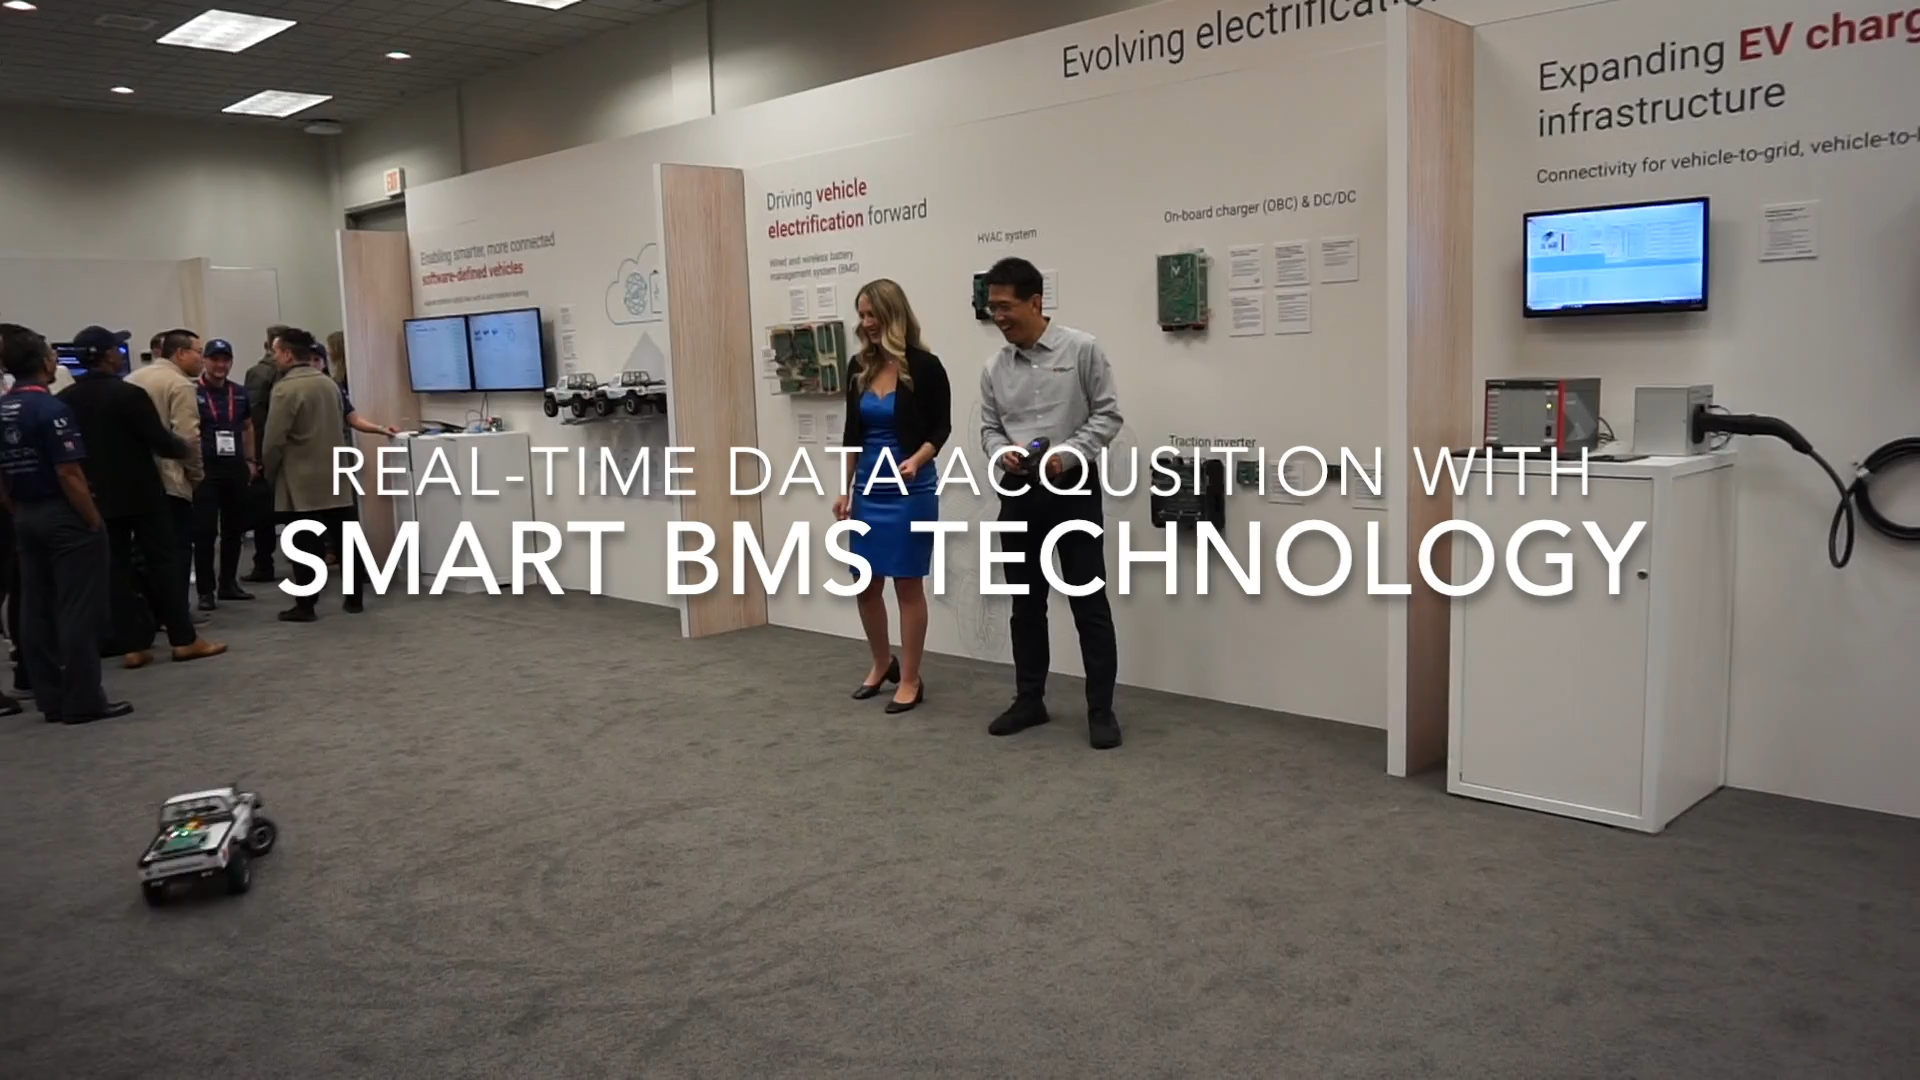 Evolving electrificatio
Expanding EV charg
infrastructure
Connectivity for vehicle-to-grid, vehicle-to-
Driving vehicle
electrification forward
Wired and wireless battery
management system (BMS)
HVAC system
On-board charger (OBC) & DC/DC
Enabling smarter, more connected
software-defined vehicles
EXIT
Traction inverter
REAL-TIME DATA ACQUSITION WITH
SMART BMS TECHNOLOGY